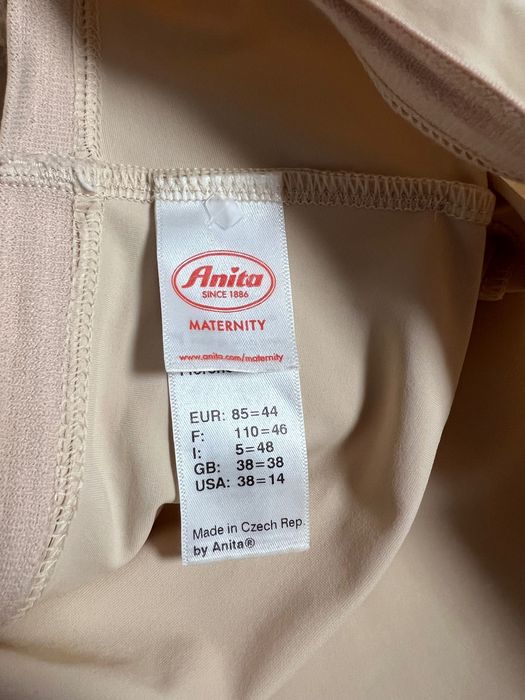 Anita
SINCE 1886
MATERNITY
www.anita.com/maternity
EUR: 85=44
F: 110=46
I: 5=48
GB: 38=38
USA: 38=14
Made in Czech Rep.
by Anita®